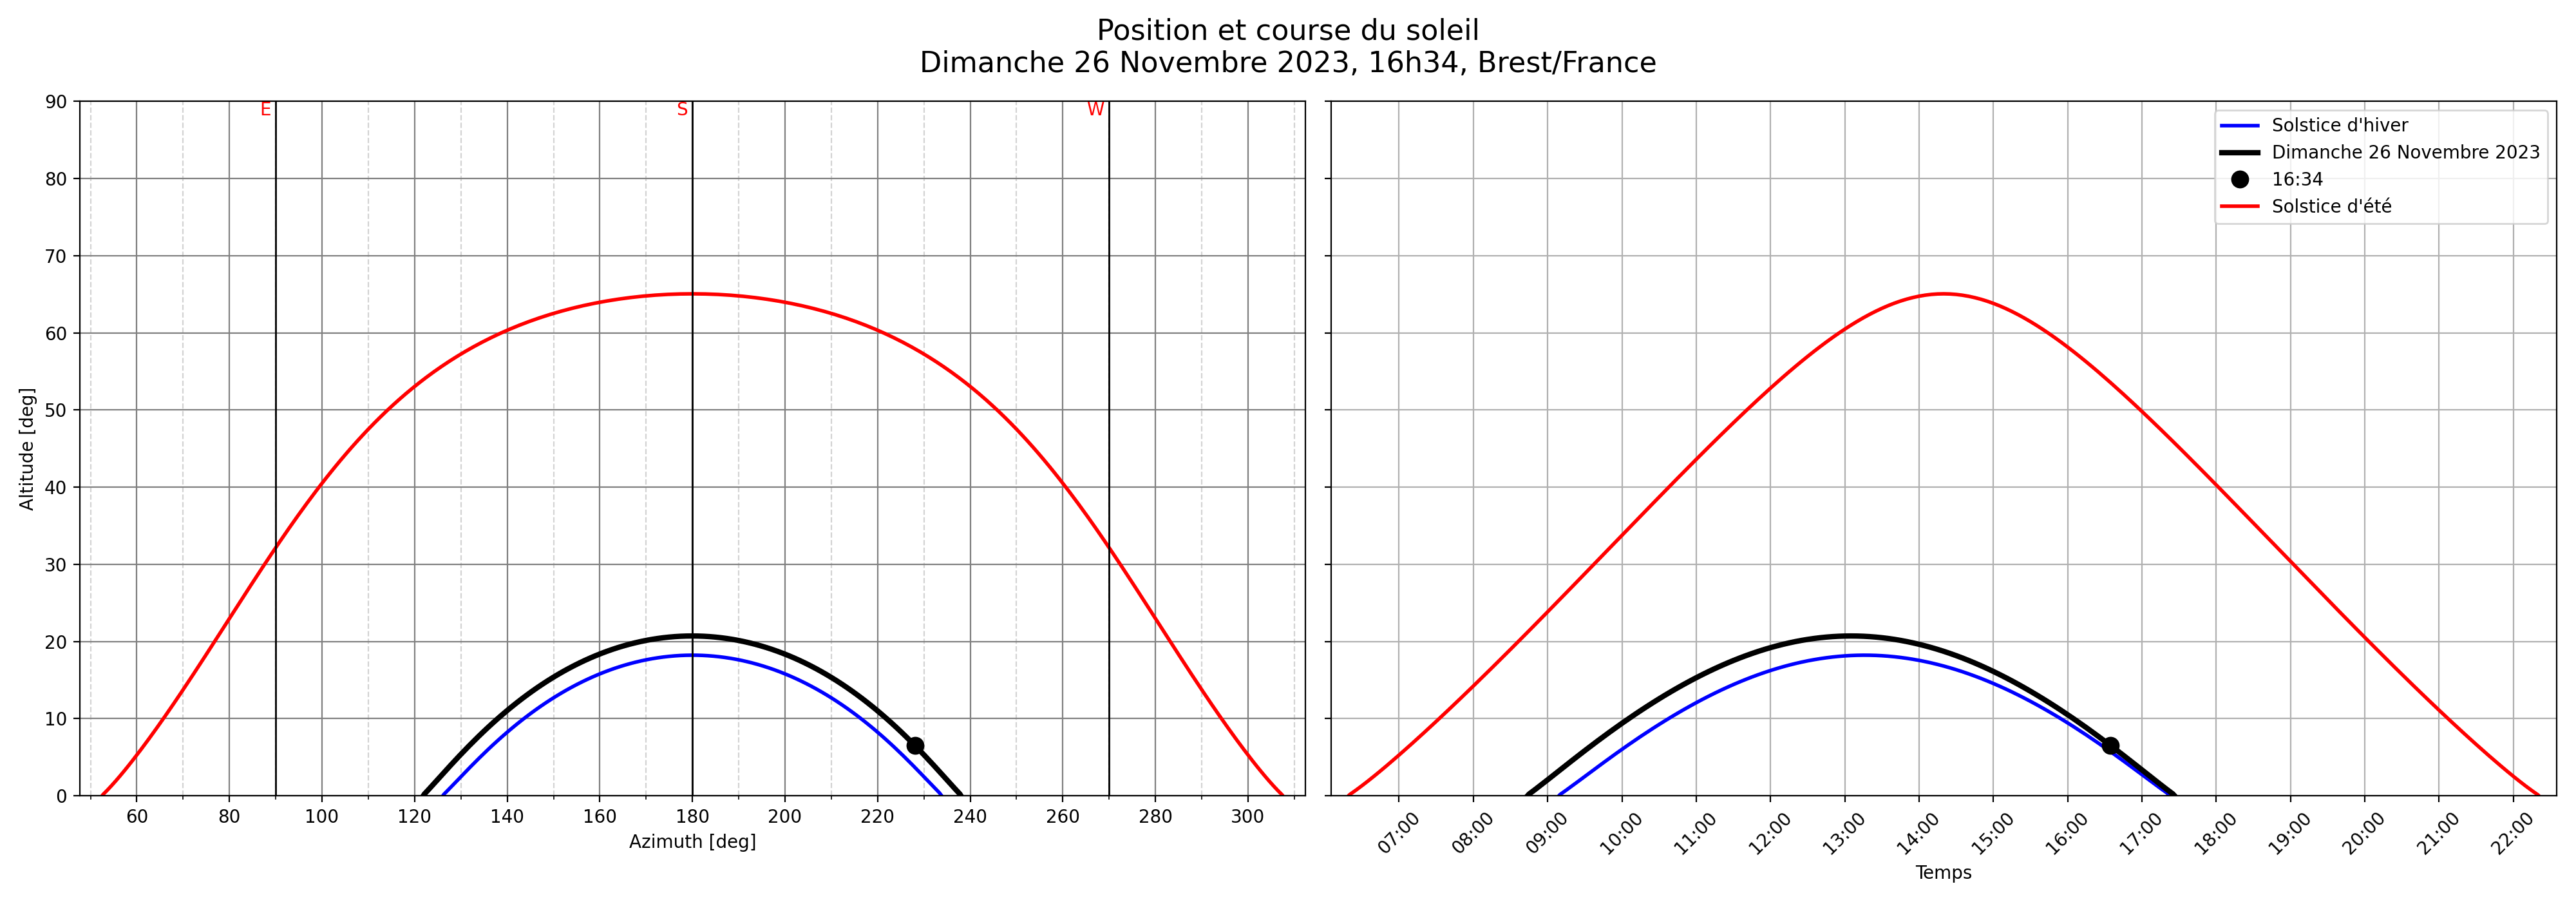 Position et course du soleil
Dimanche 26 Novembre 2023, 16h34, Brest/France
E
S
W
90
80
70
60
50
40
30
20
10
0
Altitude [deg]
60 80 100 120 140 160 180 200 220 240 260 280 300
Azimuth [deg]
Solstice d'hiver
Dimanche 26 Novembre 2023
16:34
Solstice d'été
07:00 08:00 09:00 10:00 11:00 12:00 13:00 14:00 15:00 16:00 17:00 18:00 19:00 20:00 21:00 22:00
Temps